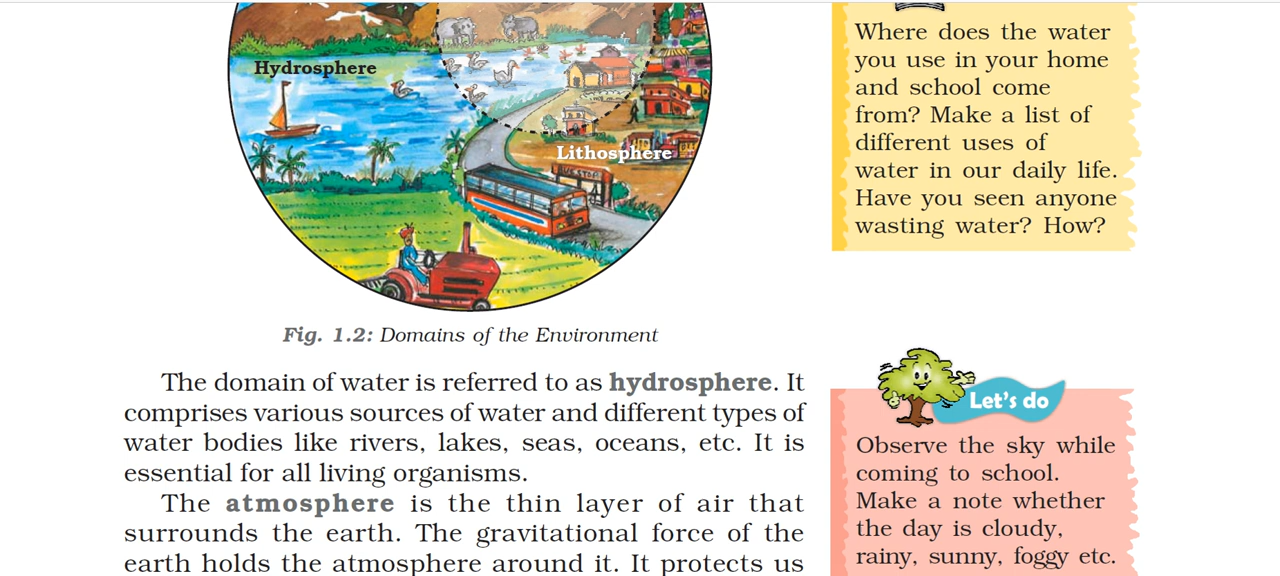 Hydrosphere
Lithosphere
BUS STOP
Fig. 1.2: Domains of the Environment
The domain of water is referred to as hydrosphere. It
comprises various sources of water and different types of
water bodies like rivers, lakes, seas, oceans, etc. It is
essential for all living organisms.
The atmosphere is the thin layer of air that
surrounds the earth. The gravitational force of the
earth holds the atmosphere around it. It protects us
Where does the water
you use in your home
and school come
from? Make a list of
different uses of
water in our daily life.
Have you seen anyone
wasting water? How?
Let's do
Observe the sky while
coming to school.
Make a note whether
the day is cloudy,
rainy, sunny, foggy etc.